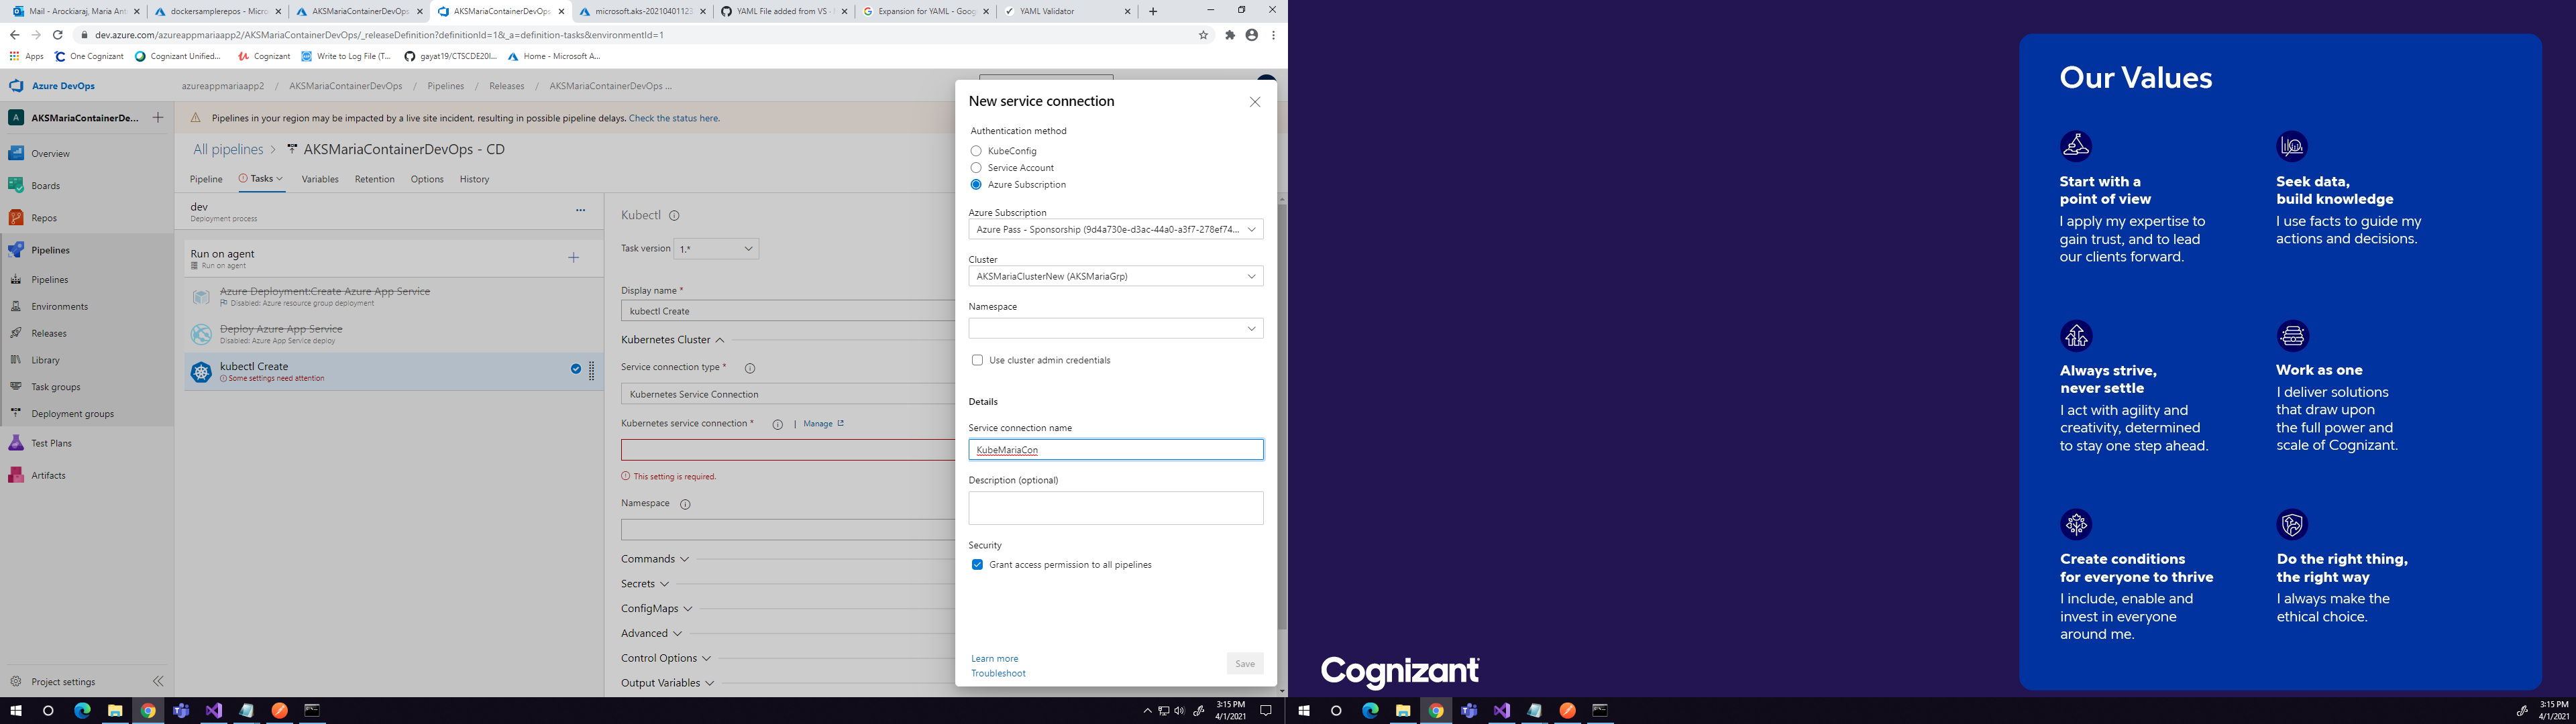 Mail - Arockiaraj, Maria Ant
dockersamplerepos - Micro
AKSMariaContainerDevOps
AKSMariaContainerDevOps
microsoft.aks-20210401123
YAML File added from VS
Expansion for YAML - Goog
YAML Validator
dev.azure.com/azureappmariaapp2/AKSMariaContainerDevOps/_releaseDefinition?definitionId=1&_a=definition-tasks&environmentId=1
Apps
One Cognizant
Cognizant Unified...
Cognizant
Write to Log File (T...
gayat19/CTSCDE20I...
Home - Microsoft A...
Azure DevOps
azureappmariaapp2 / AKSMariaContainerDevOps / Pipelines / Releases / AKSMariaContainerDevOps ...
A AKSMariaContainerDe...
Pipelines in your region may be impacted by a live site incident, resulting in possible pipeline delays. Check the status here.
All pipelines > AKSMariaContainerDevOps - CD
Pipeline
Tasks
Variables
Retention
Options
History
Overview
Boards
Repos
Pipelines
Pipelines
Environments
Releases
Library
Task groups
Deployment groups
Test Plans
Artifacts
Project settings
dev
Deployment process
Run on agent
Run on agent
Azure Deployment:Create Azure App Service
Disabled: Azure resource group deployment
Deploy Azure App Service
Disabled: Azure App Service deploy
kubectl Create
Some settings need attention
Kubectl
Task version
1.*
Display name *
kubectl Create
Kubernetes Cluster
Service connection type *
Kubernetes Service Connection
Kubernetes service connection * | Manage
This setting is required.
Namespace
Commands
Secrets
ConfigMaps
Advanced
Control Options
Output Variables
New service connection
Authentication method
KubeConfig
Service Account
Azure Subscription
Azure Subscription
Azure Pass - Sponsorship (9d4a730e-d3ac-44a0-a3f7-278ef74...
Cluster
AKSMariaClusterNew (AKSMariaGrp)
Namespace
Use cluster admin credentials
Details
Service connection name
KubeMariaCon
Description (optional)
Security
Grant access permission to all pipelines
Learn more
Troubleshoot
Save
3:15 PM
4/1/2021
Our Values
Start with a
point of view
I apply my expertise to
gain trust, and to lead
our clients forward.
Seek data,
build knowledge
I use facts to guide my
actions and decisions.
Always strive,
never settle
I act with agility and
creativity, determined
to stay one step ahead.
Work as one
I deliver solutions
that draw upon
the full power and
scale of Cognizant.
Create conditions
for everyone to thrive
I include, enable and
invest in everyone
around me.
Do the right thing,
the right way
I always make the
ethical choice.
Cognizant
3:15 PM
4/1/2021